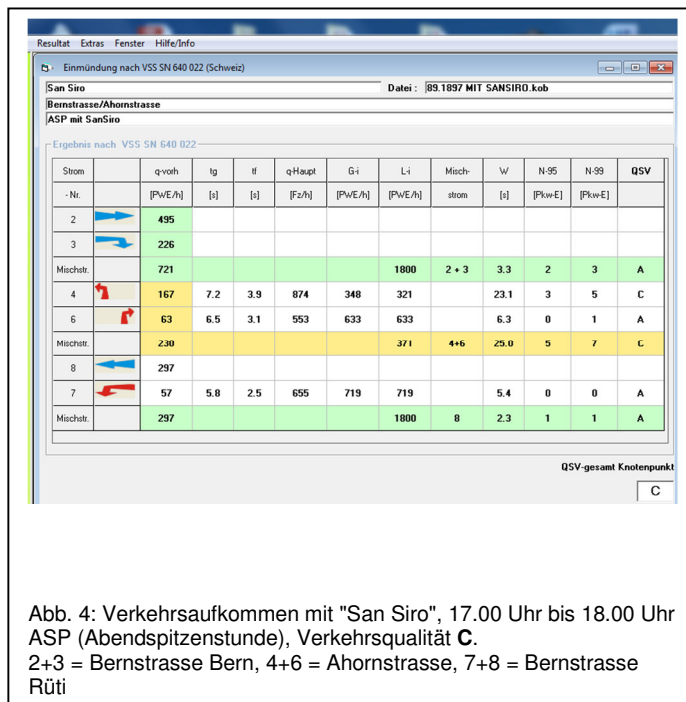 Resultat Extras Fenster Hilfe/Info
Einmündung nach VSS SN 640 022 (Schweiz)
San Siro Datei : 89.1897 MIT SANSIRO.kob
Bernstrasse/Ahornstrasse
ASP mit SanSiro
Ergebnis nach VSS SN 640 022
Strom q-vorh tg tf q-Haupt G-i L-i Misch- W N-95 N-99 QSV
- Nr. [PWE/h] [s] [s] [Fz/h] [PWE/h] [PWE/h] strom [s] [Pkw-E] [Pkw-E]
2 495
3 226
Mischstr. 721 1800 2 + 3 3.3 2 3 A
4 167 7.2 3.9 874 348 321 23.1 3 5 C
6 63 6.5 3.1 553 633 633 6.3 0 1 A
Mischstr. 230 371 4+6 25.0 5 7 C
8 297
7 57 5.8 2.5 655 719 719 5.4 0 0 A
Mischstr. 297 1800 8 2.3 1 1 A
QSV-gesamt Knotenpunkt
C
Abb. 4: Verkehrsaufkommen mit "San Siro", 17.00 Uhr bis 18.00 Uhr
ASP (Abendspitzenstunde), Verkehrsqualität C.
2+3 = Bernstrasse Bern, 4+6 = Ahornstrasse, 7+8 = Bernstrasse
Rüti